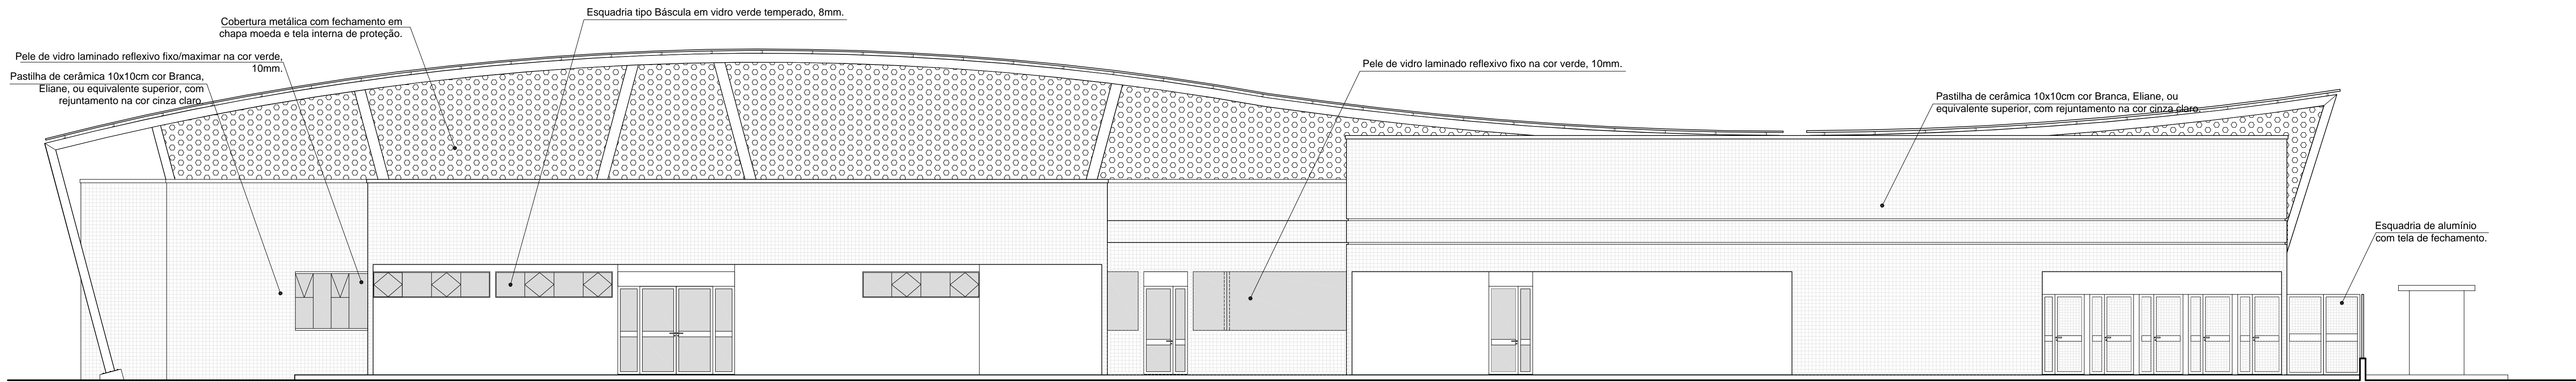 Esquadria tipo Báscula em vidro verde temperado, 8mm.
Cobertura metálica com fechamento em
chapa moeda e tela interna de proteção.
Pele de vidro laminado reflexivo fixo/maximar na cor verde,
10mm.
Pastilha de cerâmica 10x10cm cor Branca,
Eliane, ou equivalente superior, com
rejuntamento na cor cinza claro.
Pele de vidro laminado reflexivo fixo na cor verde, 10mm.
Pastilha de cerâmica 10x10cm cor Branca, Eliane, ou
equivalente superior, com rejuntamento na cor cinza claro.
Esquadria de alumínio
com tela de fechamento.